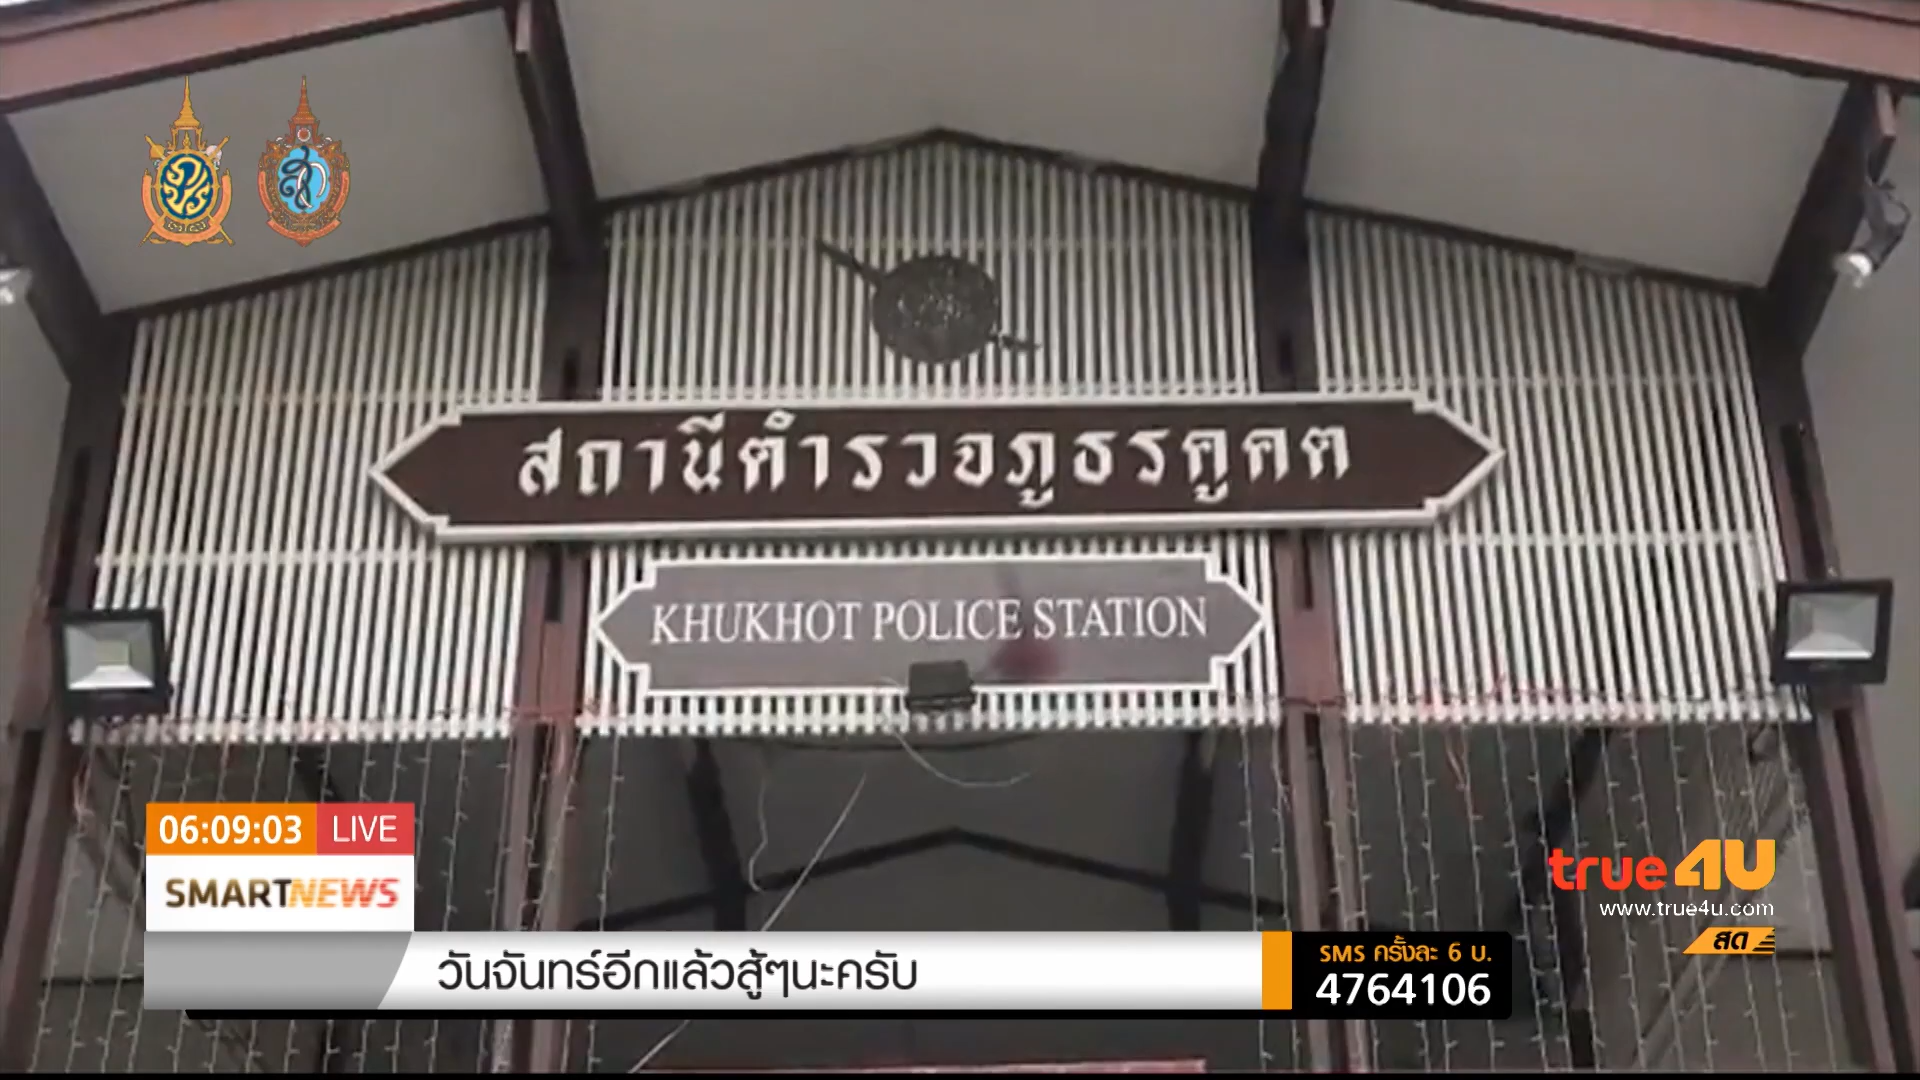 สถานีตำรวจภูธรคูคต
KHUKHOT POLICE STATION
06:09:03 LIVE
SMARTNEWS
true4U
www.true4u.com
สด
วันจันทร์อีกแล้วสู้ๆนะครับ
SMS ครั้งละ 6 บ.
4764106